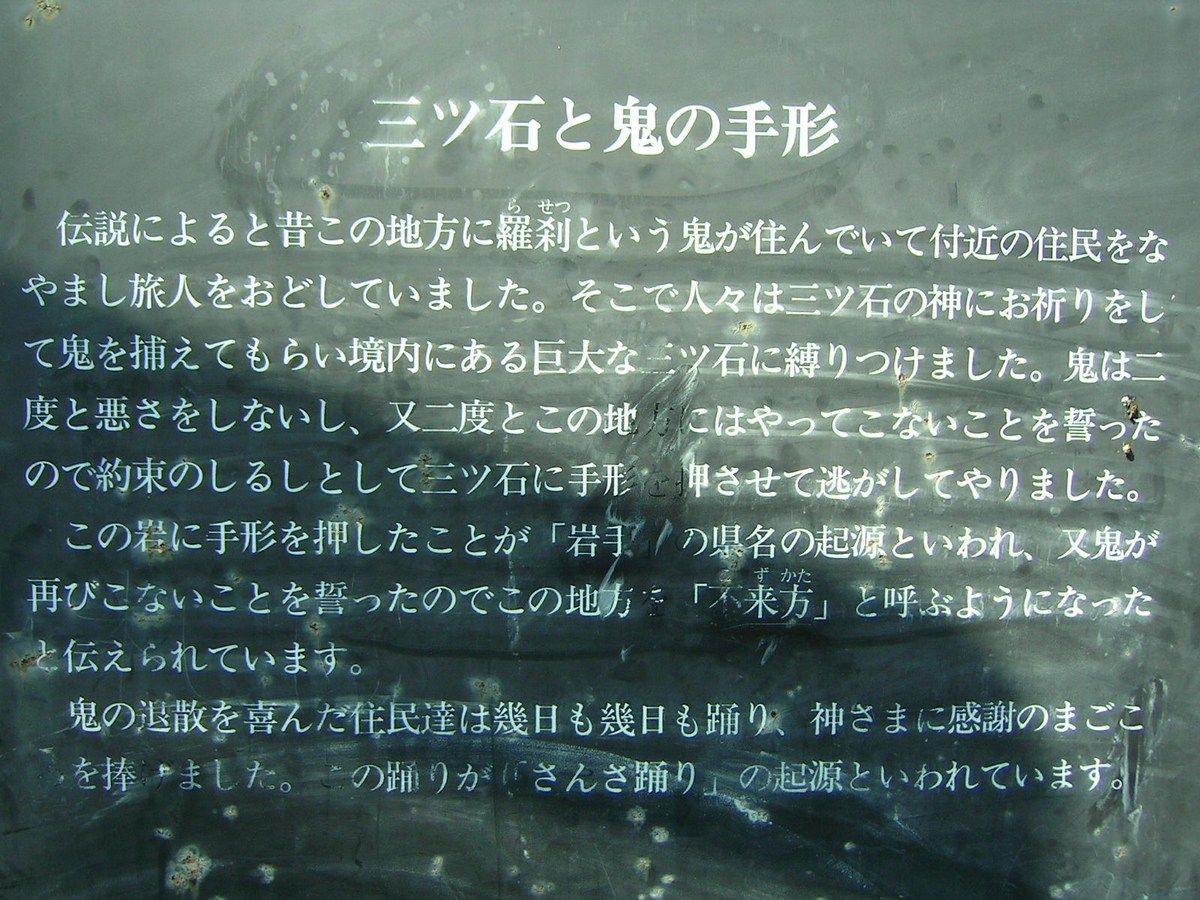 三ツ石と鬼の手形
ら せつ
伝説によると昔この地方に羅刹という鬼が住んでいて付近の住民をな
やまし旅人をおどしていました。そこで人々は三ツ石の神にお祈りをし
て鬼を捕えてもらい境内にある巨大な三ツ石に縛りつけました。鬼は二
度と悪さをしないし、又二度とこの地方にはやってこないことを誓った
ので約束のしるしとして三ツ石に手形を押させて逃がしてやりました。
この岩に手形を押したことが「岩手」の県名の起源といわれ、又鬼が
ず かた
再びこないことを誓ったのでこの地方を「不来方」と呼ぶようになった
と伝えられています。
鬼の退散を喜んだ住民達は幾日も幾日も踊り、神さまに感謝のまごこ
ろを捧げました。この踊りが「さんさ踊り」の起源といわれています。